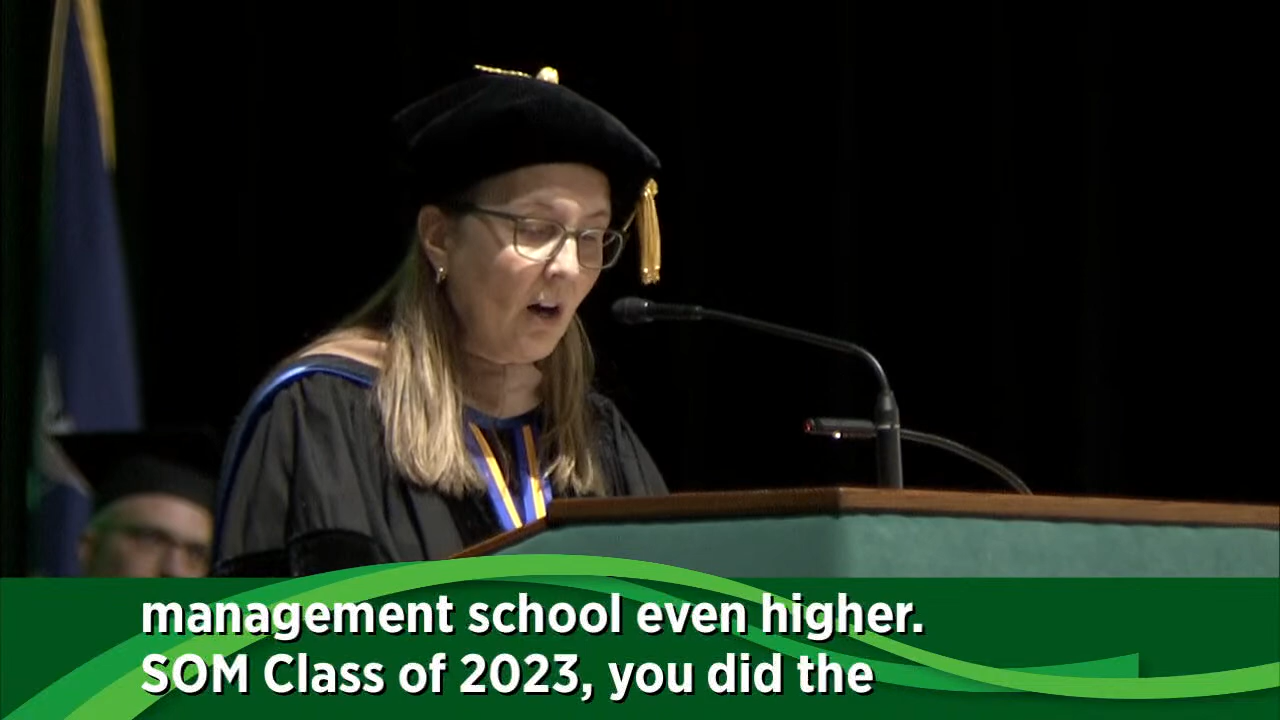 management school even higher.
SOM Class of 2023, you did the